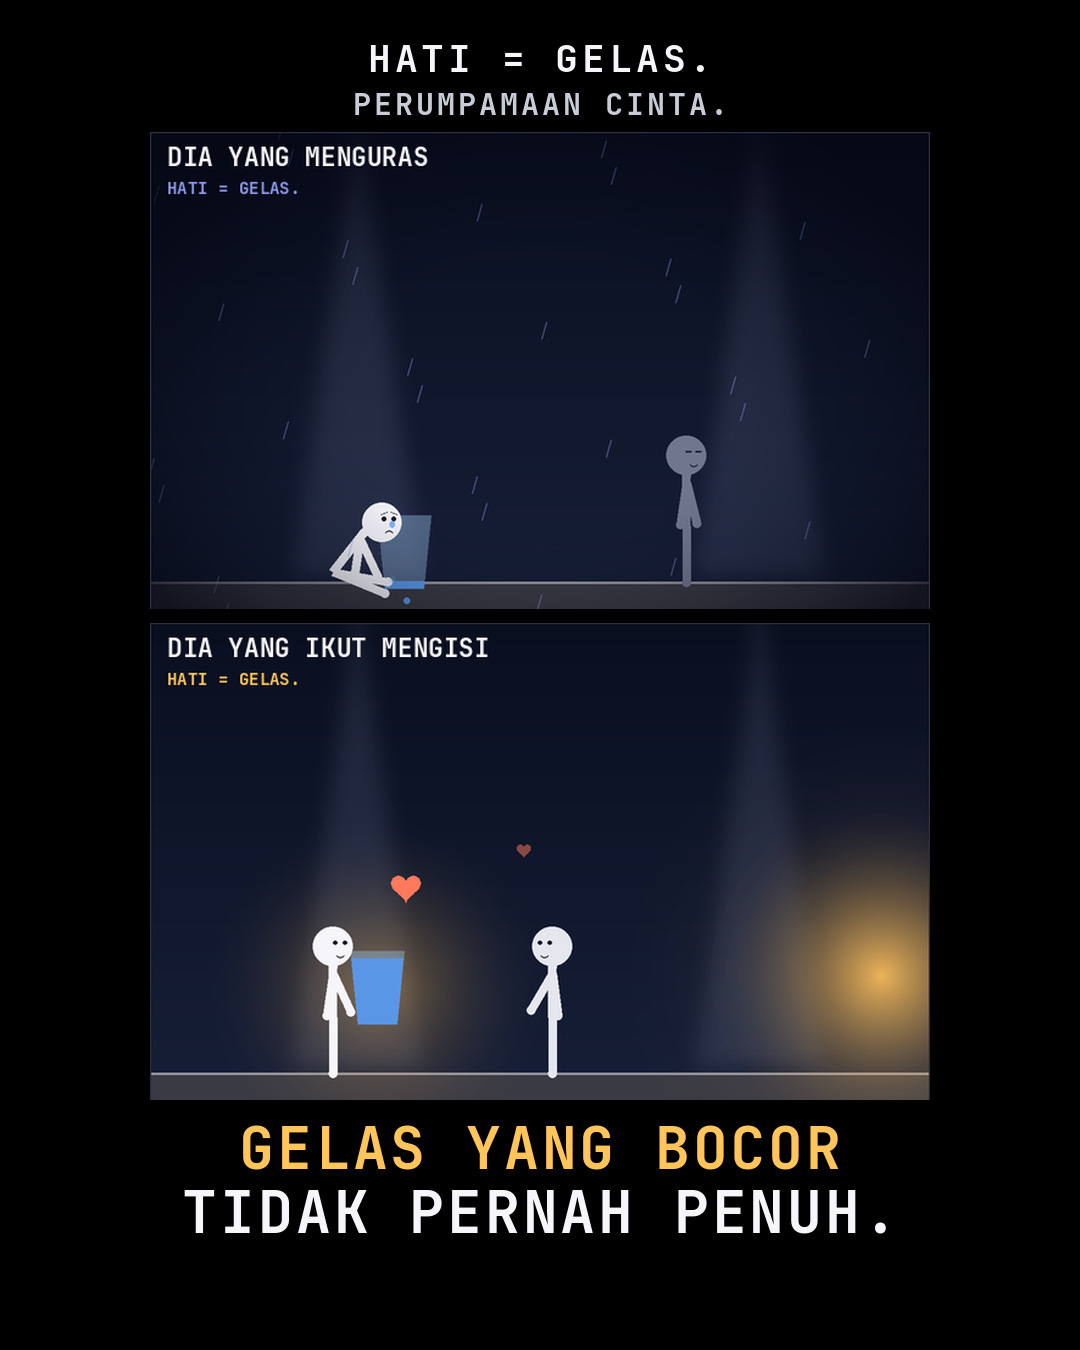 HATI = GELAS.
PERUMPAMAAN CINTA.
DIA YANG MENGURAS
HATI = GELAS.
DIA YANG IKUT MENGISI
HATI = GELAS.
GELAS YANG BOCOR
TIDAK PERNAH PENUH.